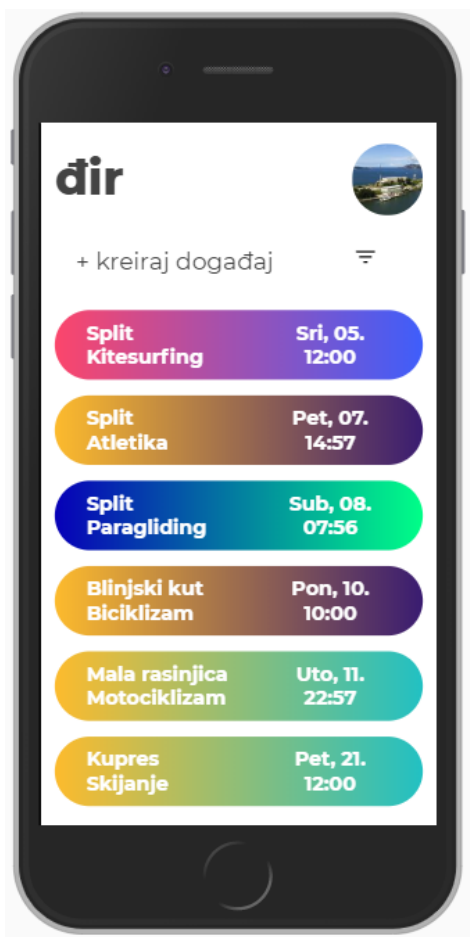 đir
+ kreiraj događaj
Split Sri, 05.
Kitesurfing 12:00
Split Pet, 07.
Atletika 14:57
Split Sub, 08.
Paragliding 07:56
Blinjski kut Pon, 10.
Biciklizam 10:00
Mala rasinjica Uto, 11.
Motociklizam 22:57
Kupres Pet, 21.
Skijanje 12:00